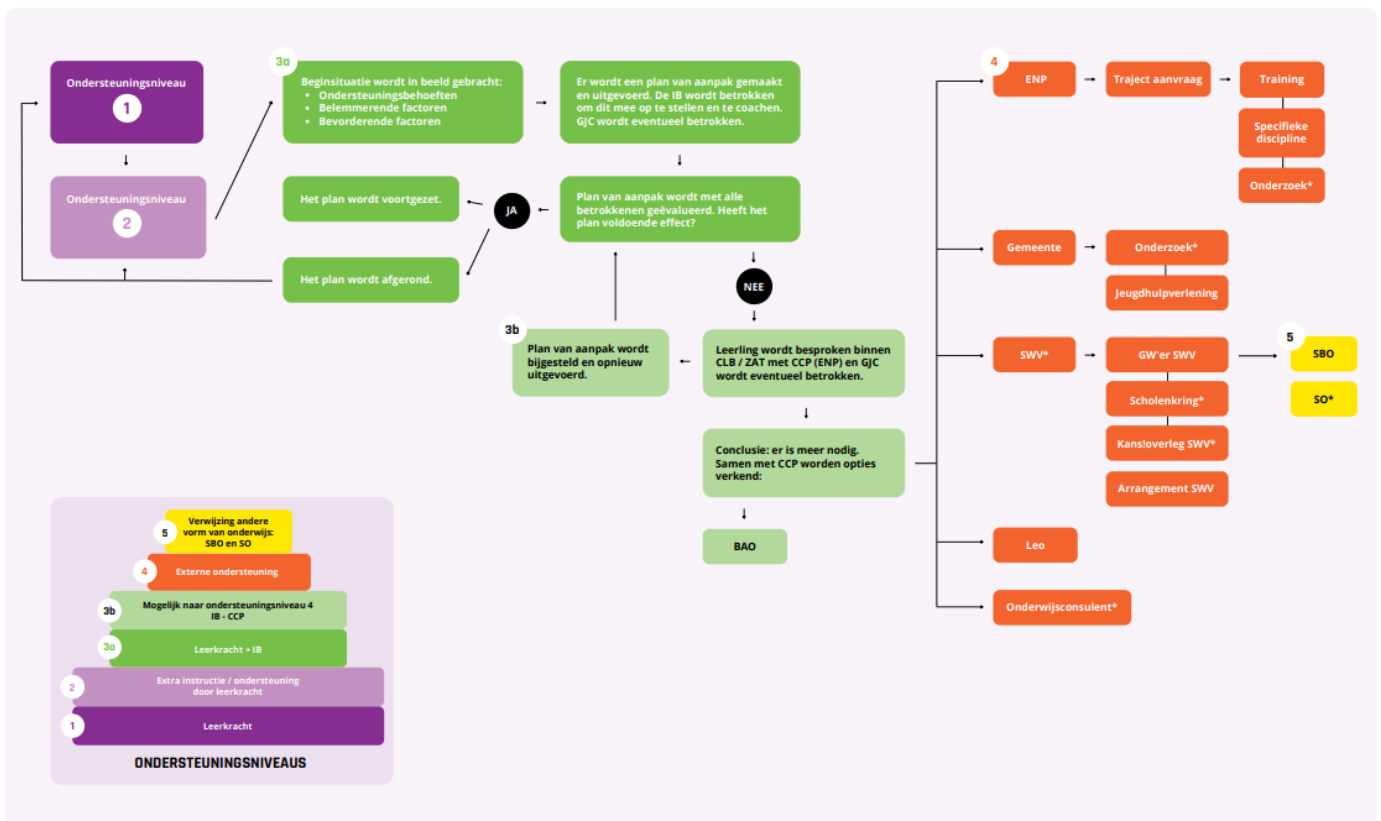 Ondersteuningsniveau
1
Ondersteuningsniveau
2
3a
Beginsituatie wordt in beeld gebracht:
• Ondersteuningsbehoeften
• Belemmerende factoren
• Bevorderende factoren
Er wordt een plan van aanpak gemaakt
en uitgevoerd. De IB wordt betrokken
om dit mee op te stellen en te coachen.
GJC wordt eventueel betrokken.
Het plan wordt voortgezet.
JA
Plan van aanpak wordt met alle
betrokkenen geëvalueerd. Heeft het
plan voldoende effect?
Het plan wordt afgerond.
NEE
3b
Plan van aanpak wordt
bijgesteld en opnieuw
uitgevoerd.
Leerling wordt besproken binnen
CLB / ZAT met CCP (ENP) en GJC
wordt eventueel betrokken.
Conclusie: er is meer nodig.
Samen met CCP worden opties
verkend:
BAO
4
ENP
Traject aanvraag
Training
Specifieke
discipline
Onderzoek*
Gemeente
Onderzoek*
Jeugdhulpverlening
SWV*
GW'er SWV
Scholenkring*
Kans!overleg SWV*
Arrangement SWV
5
SBO
SO*
Leo
Onderwijsconsulent*
5
Verwijzing andere
vorm van onderwijs:
SBO en SO
4
Externe ondersteuning
3b
Mogelijk naar ondersteuningsniveau 4
IB - CCP
3a
Leerkracht + IB
2
Extra instructie / ondersteuning
door leerkracht
1
Leerkracht
ONDERSTEUNINGSNIVEAUS